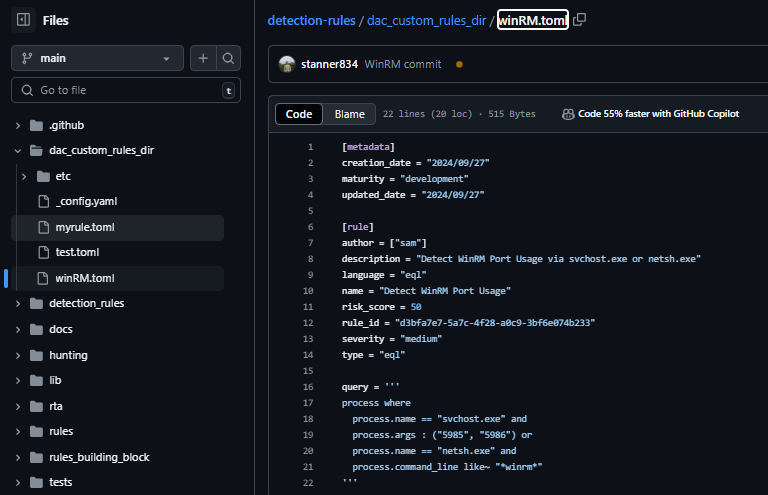 Files
main
Go to file
t
.github
dac_custom_rules_dir
etc
_config.yaml
myrule.toml
test.toml
winRM.toml
detection_rules
docs
hunting
lib
rta
rules
rules_building_block
tests
detection-rules / dac_custom_rules_dir / winRM.toml
stanner834 WinRM commit
Code Blame 22 lines (20 loc) · 515 Bytes Code 55% faster with GitHub Copilot
1 [metadata]
2 creation_date = "2024/09/27"
3 maturity = "development"
4 updated_date = "2024/09/27"
5
6 [rule]
7 author = ["sam"]
8 description = "Detect WinRM Port Usage via svchost.exe or netsh.exe"
9 language = "eql"
10 name = "Detect WinRM Port Usage"
11 risk_score = 50
12 rule_id = "d3bfa7e7-5a7c-4f28-a0c9-3bf6e074b233"
13 severity = "medium"
14 type = "eql"
15
16 query = '''
17 process where
18 process.name == "svchost.exe" and
19 process.args : ("5985", "5986") or
20 process.name == "netsh.exe" and
21 process.command_line like~ "*winrm*"
22 '''